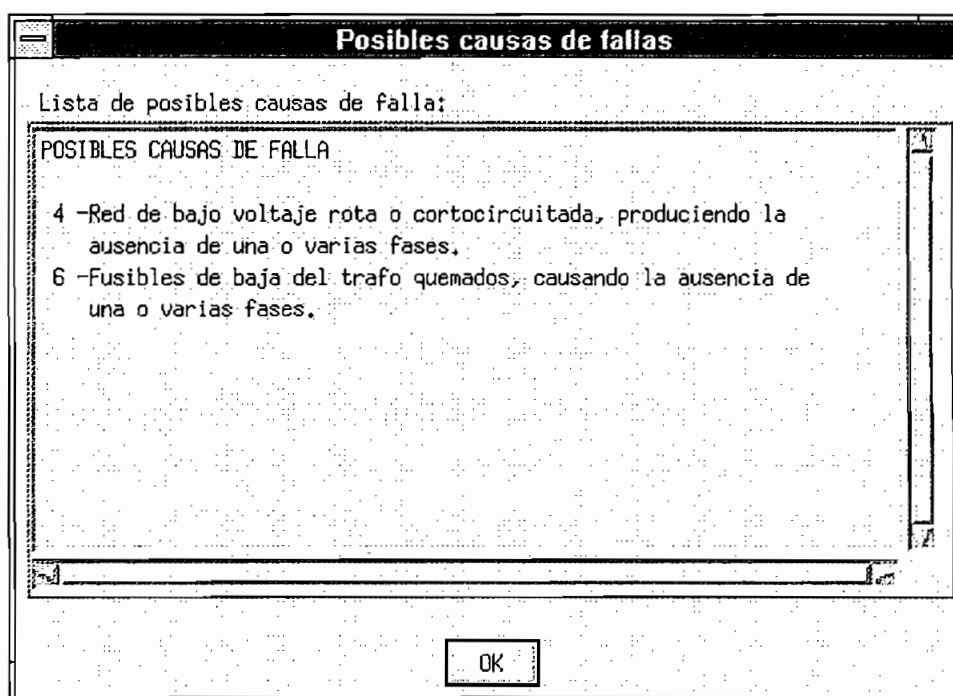 Posibles causas de fallas
Lista de posibles causas de falla:
POSIBLES CAUSAS DE FALLA
4 -Red de bajo voltaje rota o cortocircuitada, produciendo la
ausencia de una o varias fases.
6 -Fusibles de baja del trafo quemados, causando la ausencia de
una o varias fases.
OK